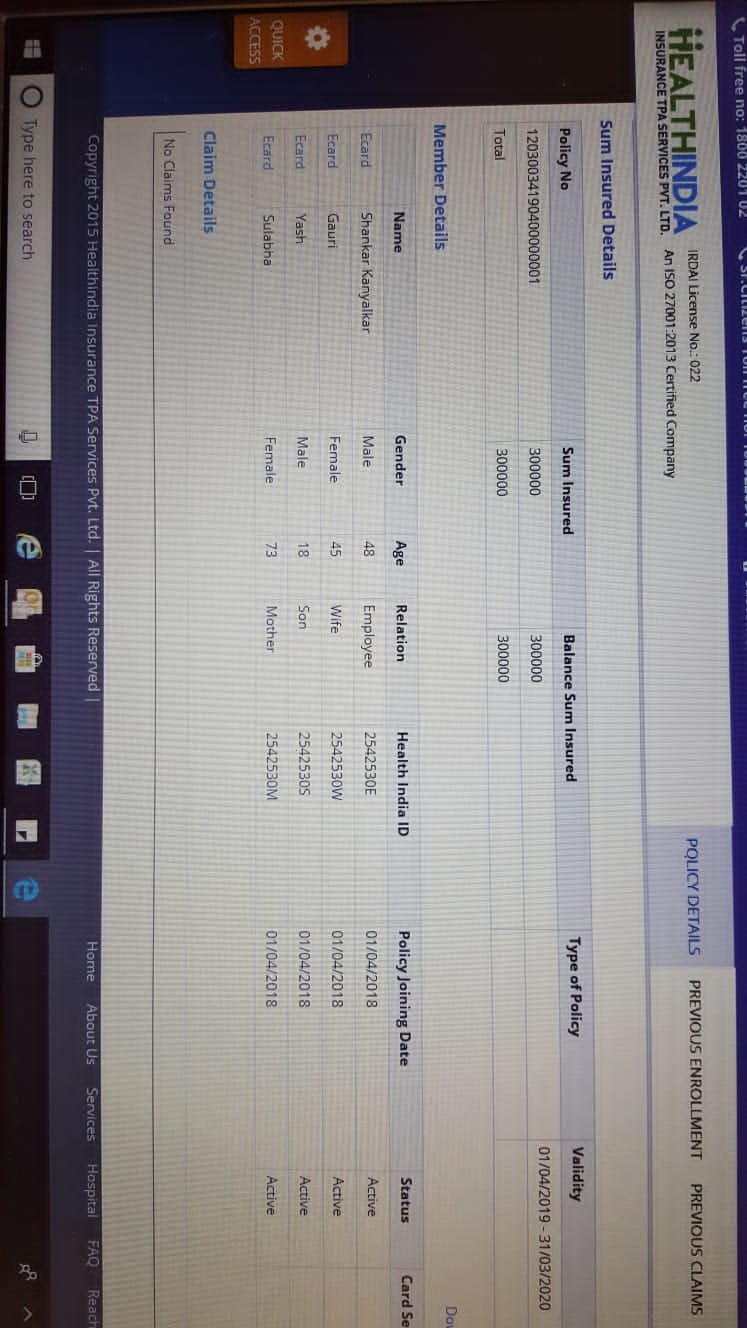 Toll free no: 1800 2201 02
HEALTHINDIA
INSURANCE TPA SERVICES PVT. LTD.
IRDAI License No.: 022
An ISO 27001:2013 Certified Company
POLICY DETAILS PREVIOUS ENROLLMENT PREVIOUS CLAIMS
Sum Insured Details
Policy No Sum Insured Balance Sum Insured Type of Policy Validity
12030034190400000001 300000 300000 01/04/2019 - 31/03/2020
Total 300000 300000
Member Details
Name Gender Age Relation Health India ID Policy Joining Date Status Card Se
Ecard Shankar Kanyalkar Male 48 Employee 2542530E 01/04/2018 Active
Ecard Gauri Female 45 Wife 2542530W 01/04/2018 Active
Ecard Yash Male 18 Son 2542530S 01/04/2018 Active
Ecard Sulabha Female 73 Mother 2542530M 01/04/2018 Active
QUICK
ACCESS
Claim Details
No Claims Found
Copyright 2015 HealthIndia Insurance TPA Services Pvt. Ltd. | All Rights Reserved | Home About Us Services Hospital FAQ Reach
Type here to search